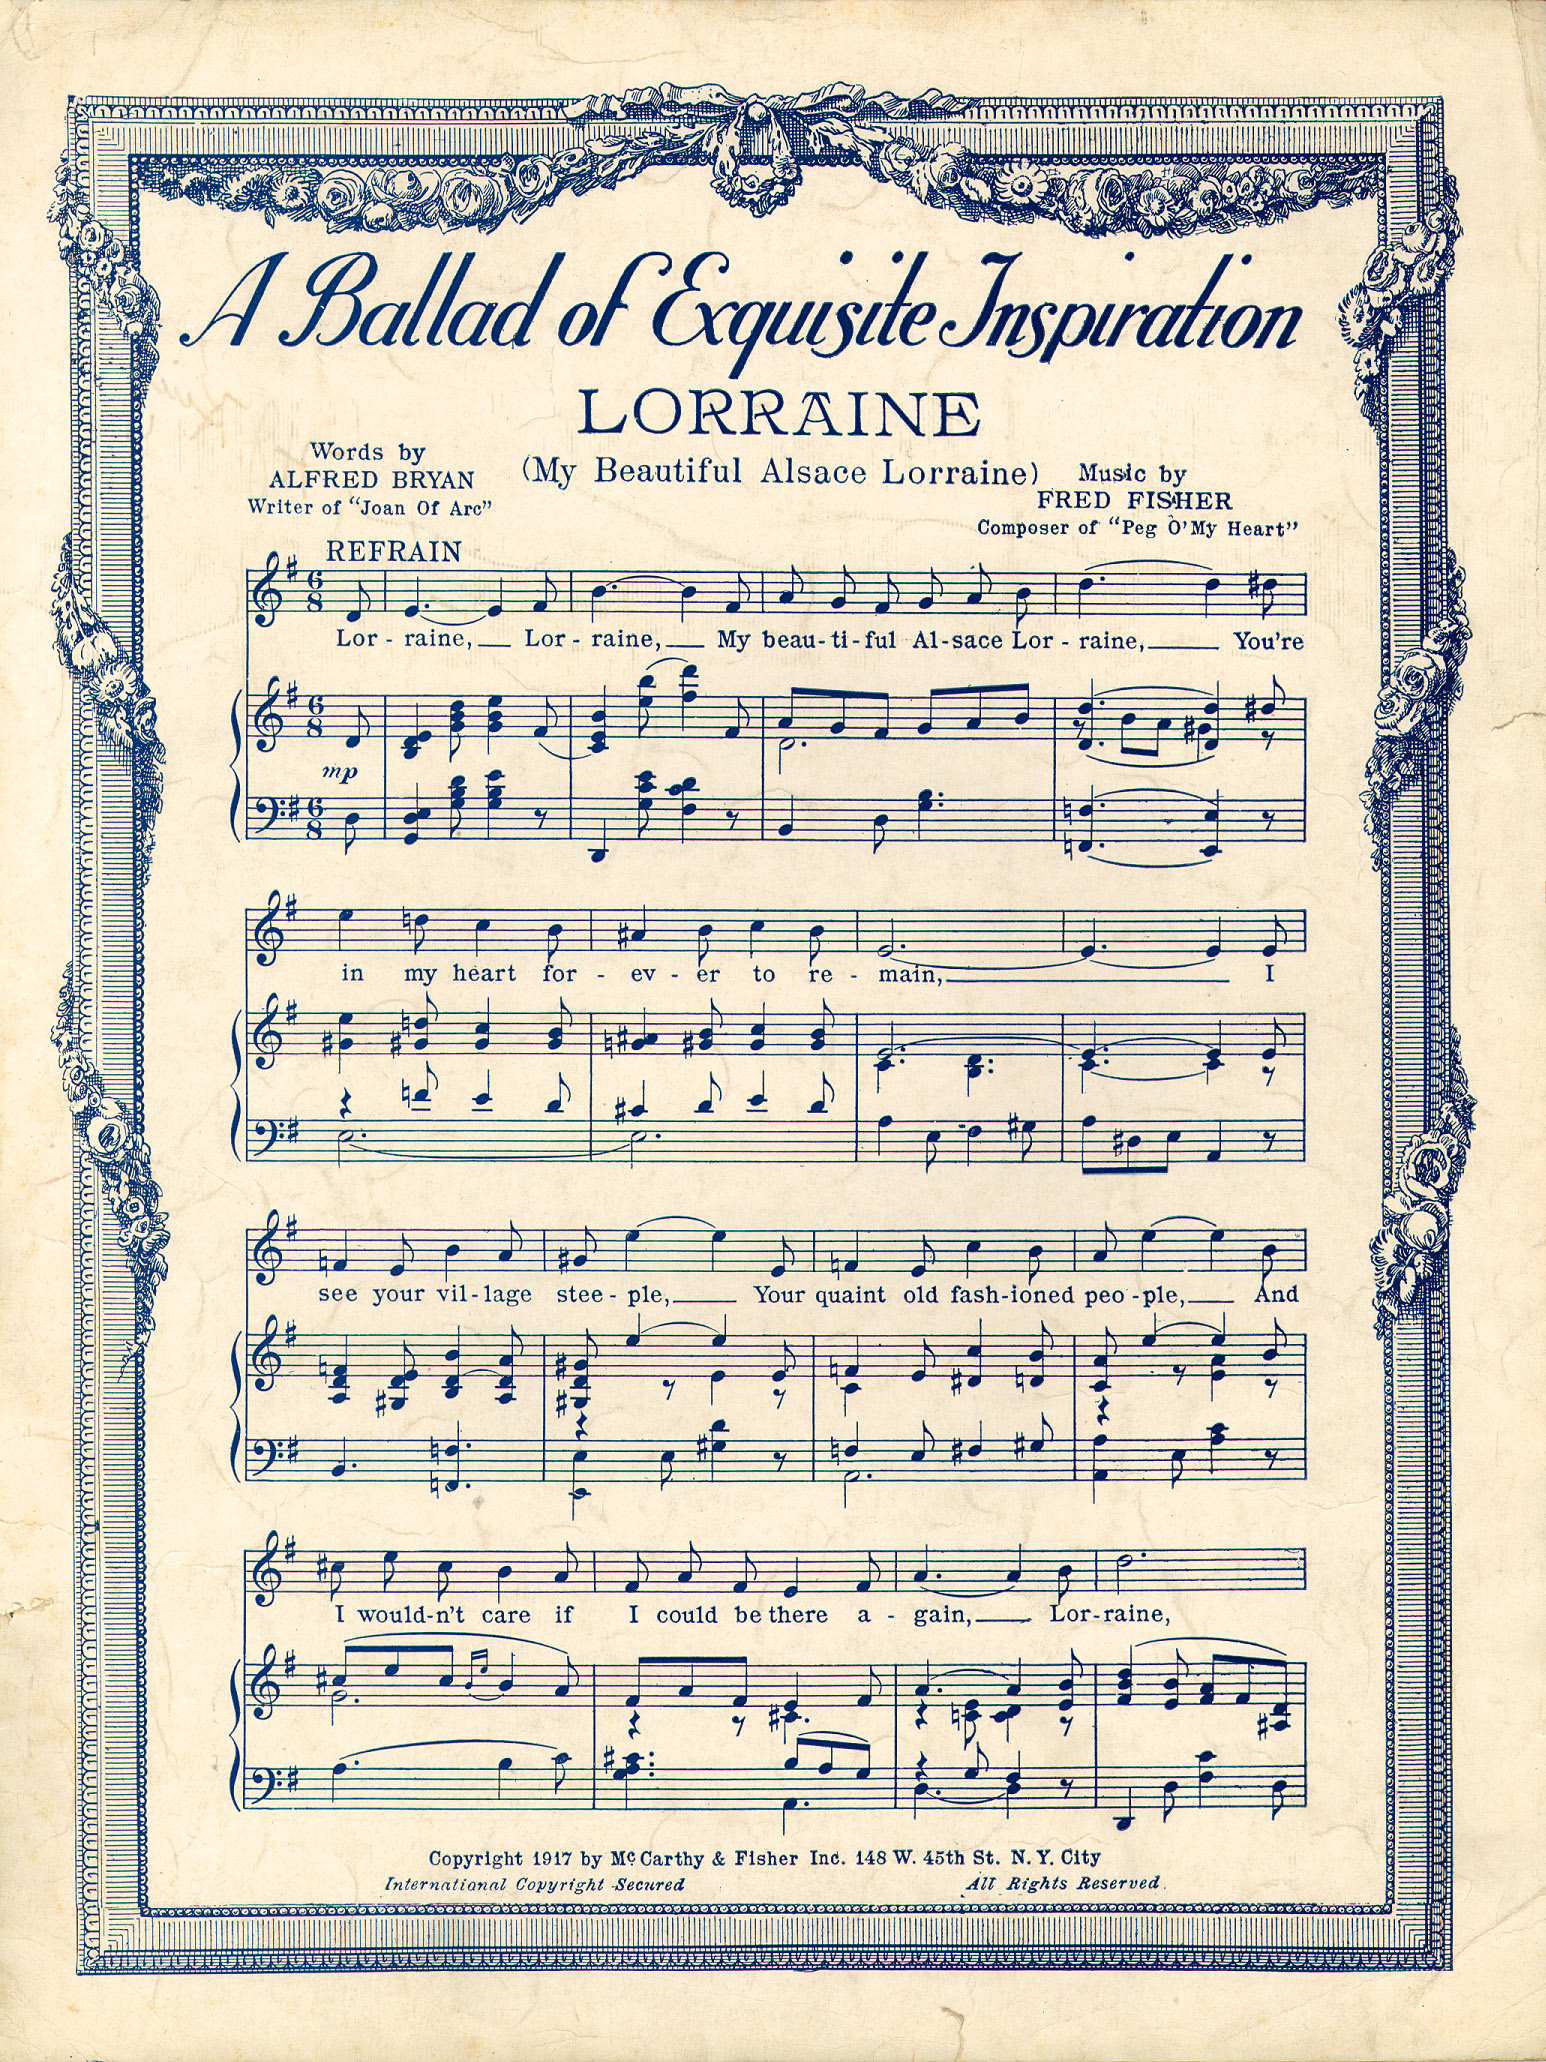 A Ballad of Exquisite Inspiration
LORRAINE
(My Beautiful Alsace Lorraine)
Words by
ALFRED BRYAN
Writer of "Joan Of Arc"
Music by
FRED FISHER
Composer of "Peg O' My Heart"
REFRAIN
Lor - raine, Lor - raine, My beau - ti - ful Al - sace Lor - raine, You're
mp
in my heart for - ev - er to re - main, I
see your vil - lage stee - ple, Your quaint old fash - ioned peo - ple, And
I would - n't care if I could be there a - gain, Lor - raine,
Copyright 1917 by Mc Carthy & Fisher Inc. 148 W. 45th St. N. Y. City
International Copyright Secured All Rights Reserved.